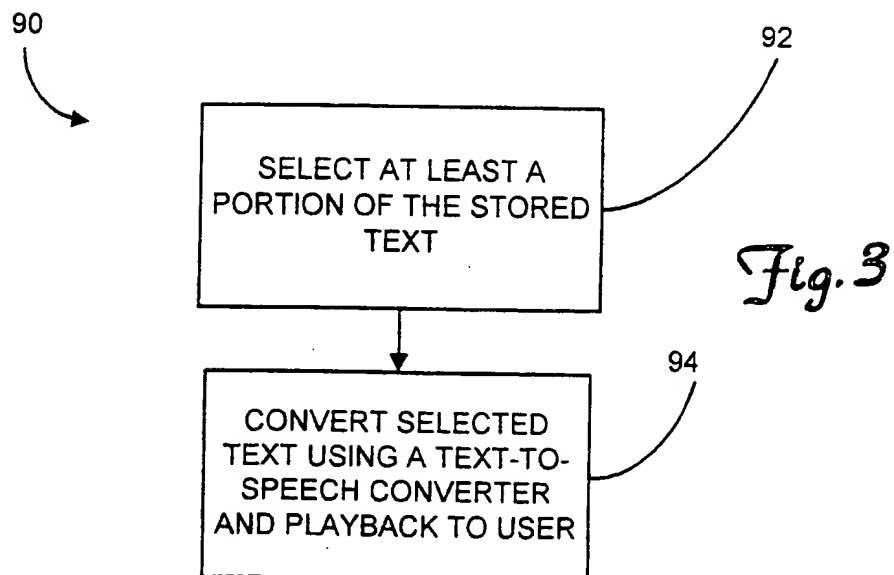 90
92
SELECT AT LEAST A
PORTION OF THE STORED
TEXT
Fig. 3
94
CONVERT SELECTED
TEXT USING A TEXT-TO-
SPEECH CONVERTER
AND PLAYBACK TO USER